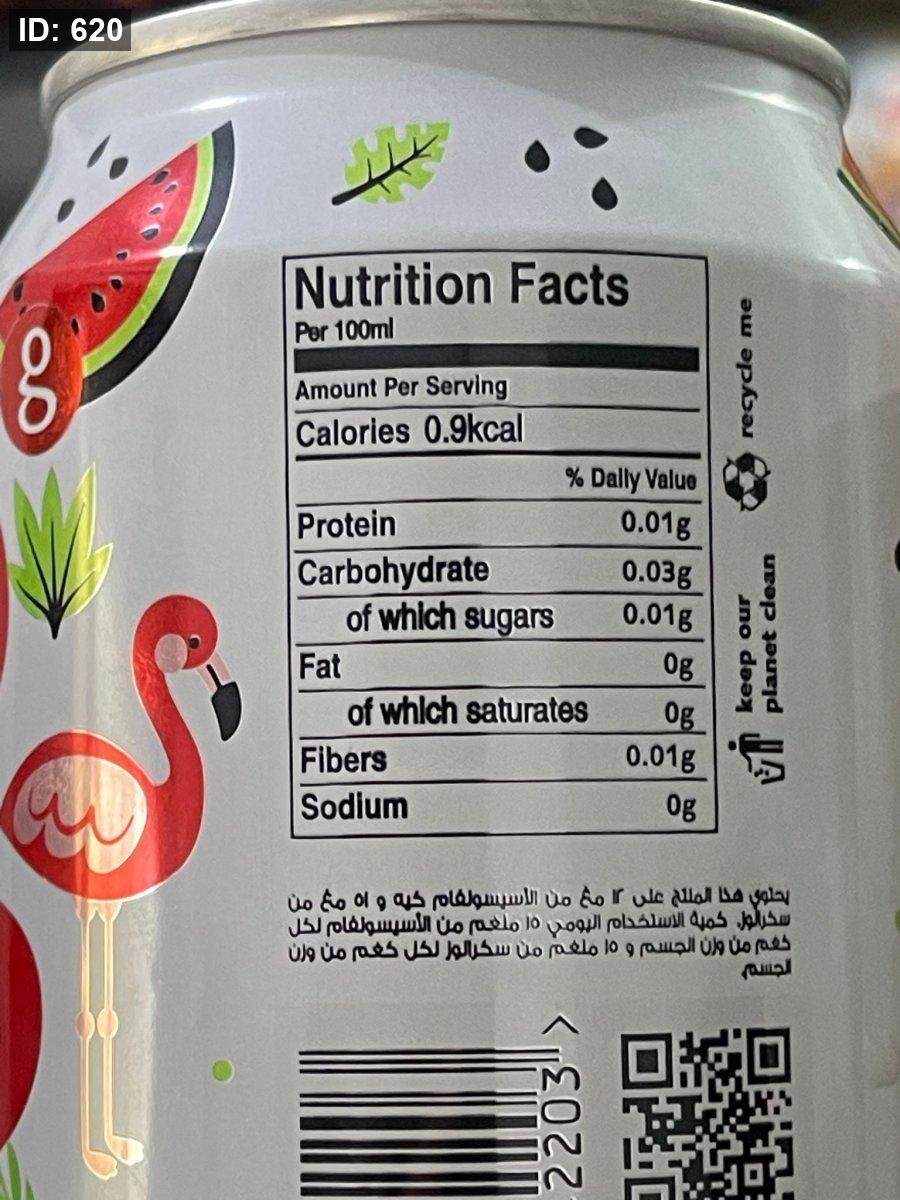 ID: 620
g
Nutrition Facts
Per 100ml
Amount Per Serving
Calories 0.9kcal
% Daily Value
Protein 0.01g
Carbohydrate 0.03g
of which sugars 0.01g
Fat 0g
of which saturates 0g
Fibers 0.01g
Sodium 0g
recycle me
keep our
planet clean
يحتوي هذا المنتج على ١٢ مغ من الأسيسولفام كيه و ٥١ مغ من
سكرالوز. كمية الاستخدام اليومي ١٥ ملغم من الأسيسولفام لكل
كغم من وزن الجسم و ١٥ ملغم من سكرالوز لكل كغم من وزن
الجسم
2203 >